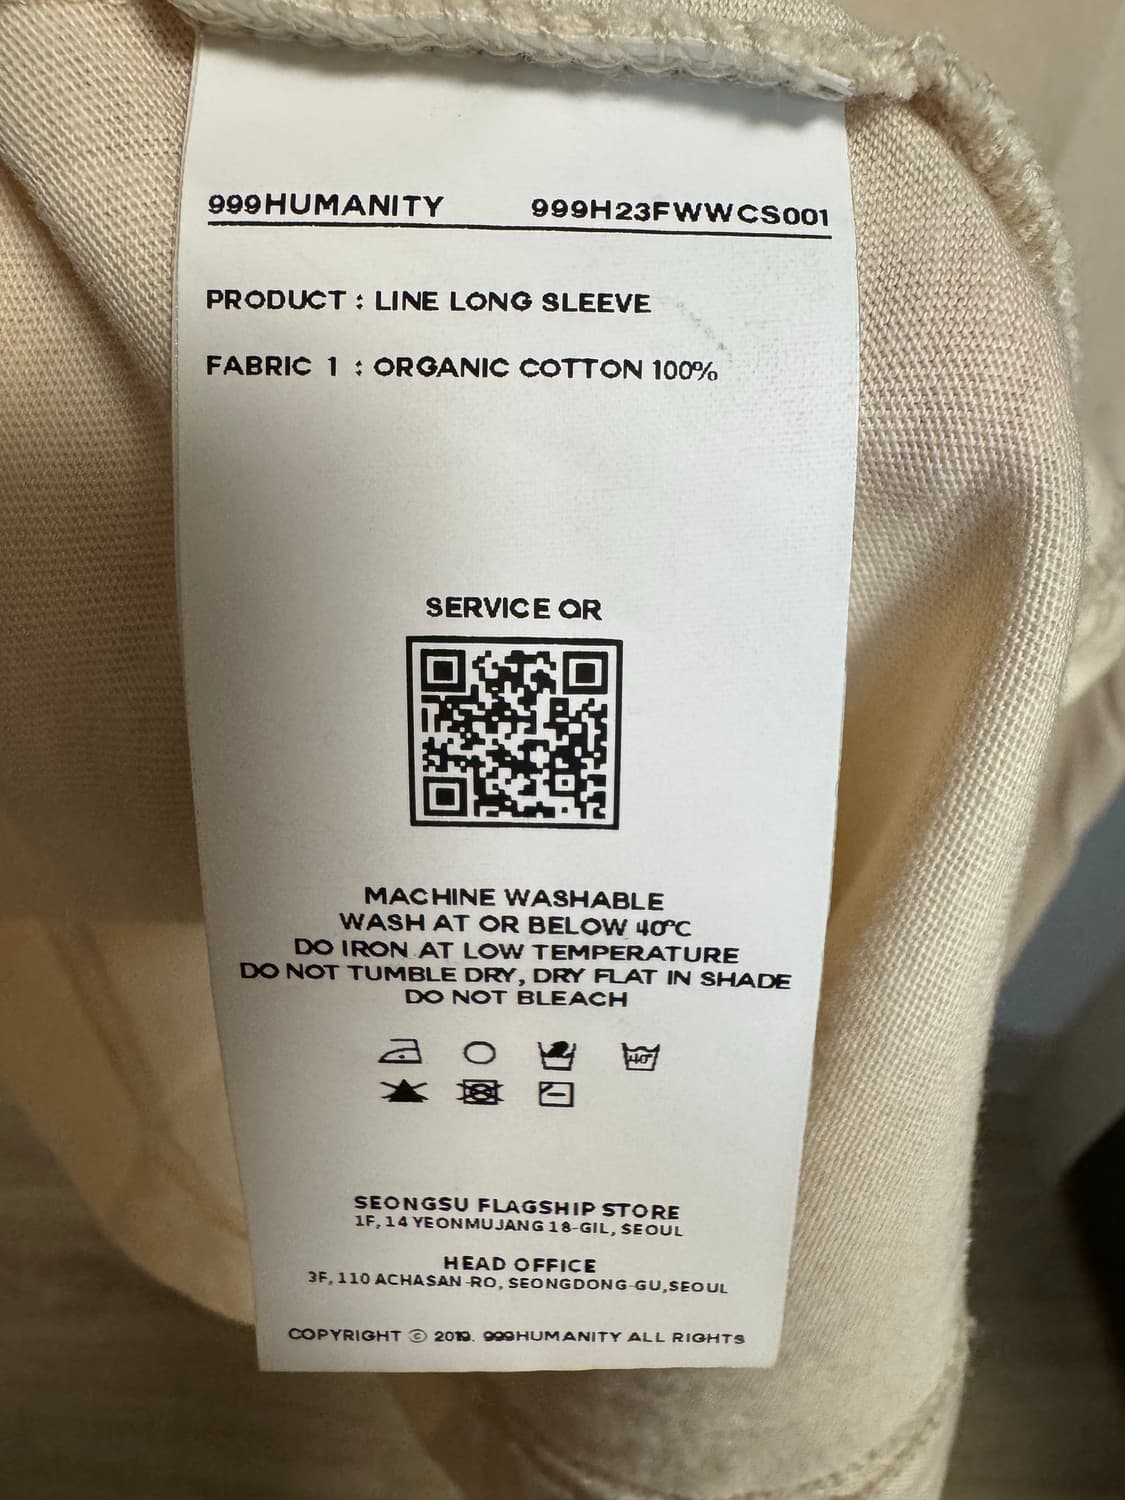 999HUMANITY 999H23FWWCS001
PRODUCT : LINE LONG SLEEVE
FABRIC 1 : ORGANIC COTTON 100%
SERVICE QR
MACHINE WASHABLE
WASH AT OR BELOW 40°C
DO IRON AT LOW TEMPERATURE
DO NOT TUMBLE DRY, DRY FLAT IN SHADE
DO NOT BLEACH
40°
SEONGSU FLAGSHIP STORE
1F, 14 YEONMUJANG 18-GIL, SEOUL
HEAD OFFICE
3F, 110 ACHASAN-RO, SEONGDONG-GU,SEOUL
COPYRIGHT © 2019. 999HUMANITY ALL RIGHTS